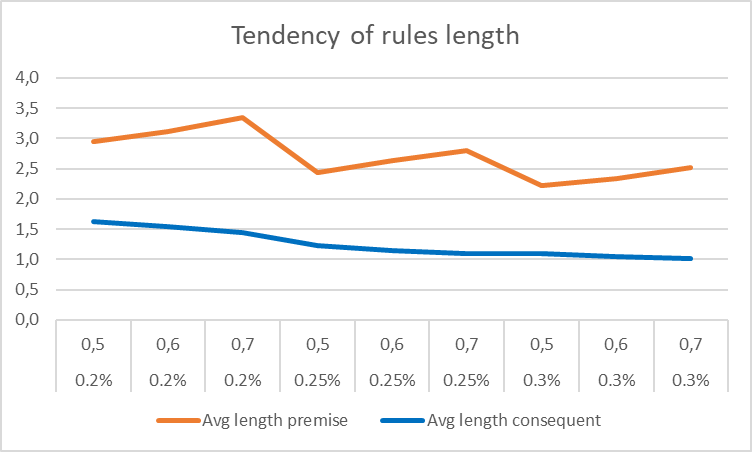 Tendency of rules length
4,0
3,5
3,0
2,5
2,0
1,5
1,0
0,5
0,0
0,5 0,6 0,7 0,5 0,6 0,7 0,5 0,6 0,7
0.2% 0.2% 0.2% 0.25% 0.25% 0.25% 0.3% 0.3% 0.3%
Avg length premise Avg length consequent